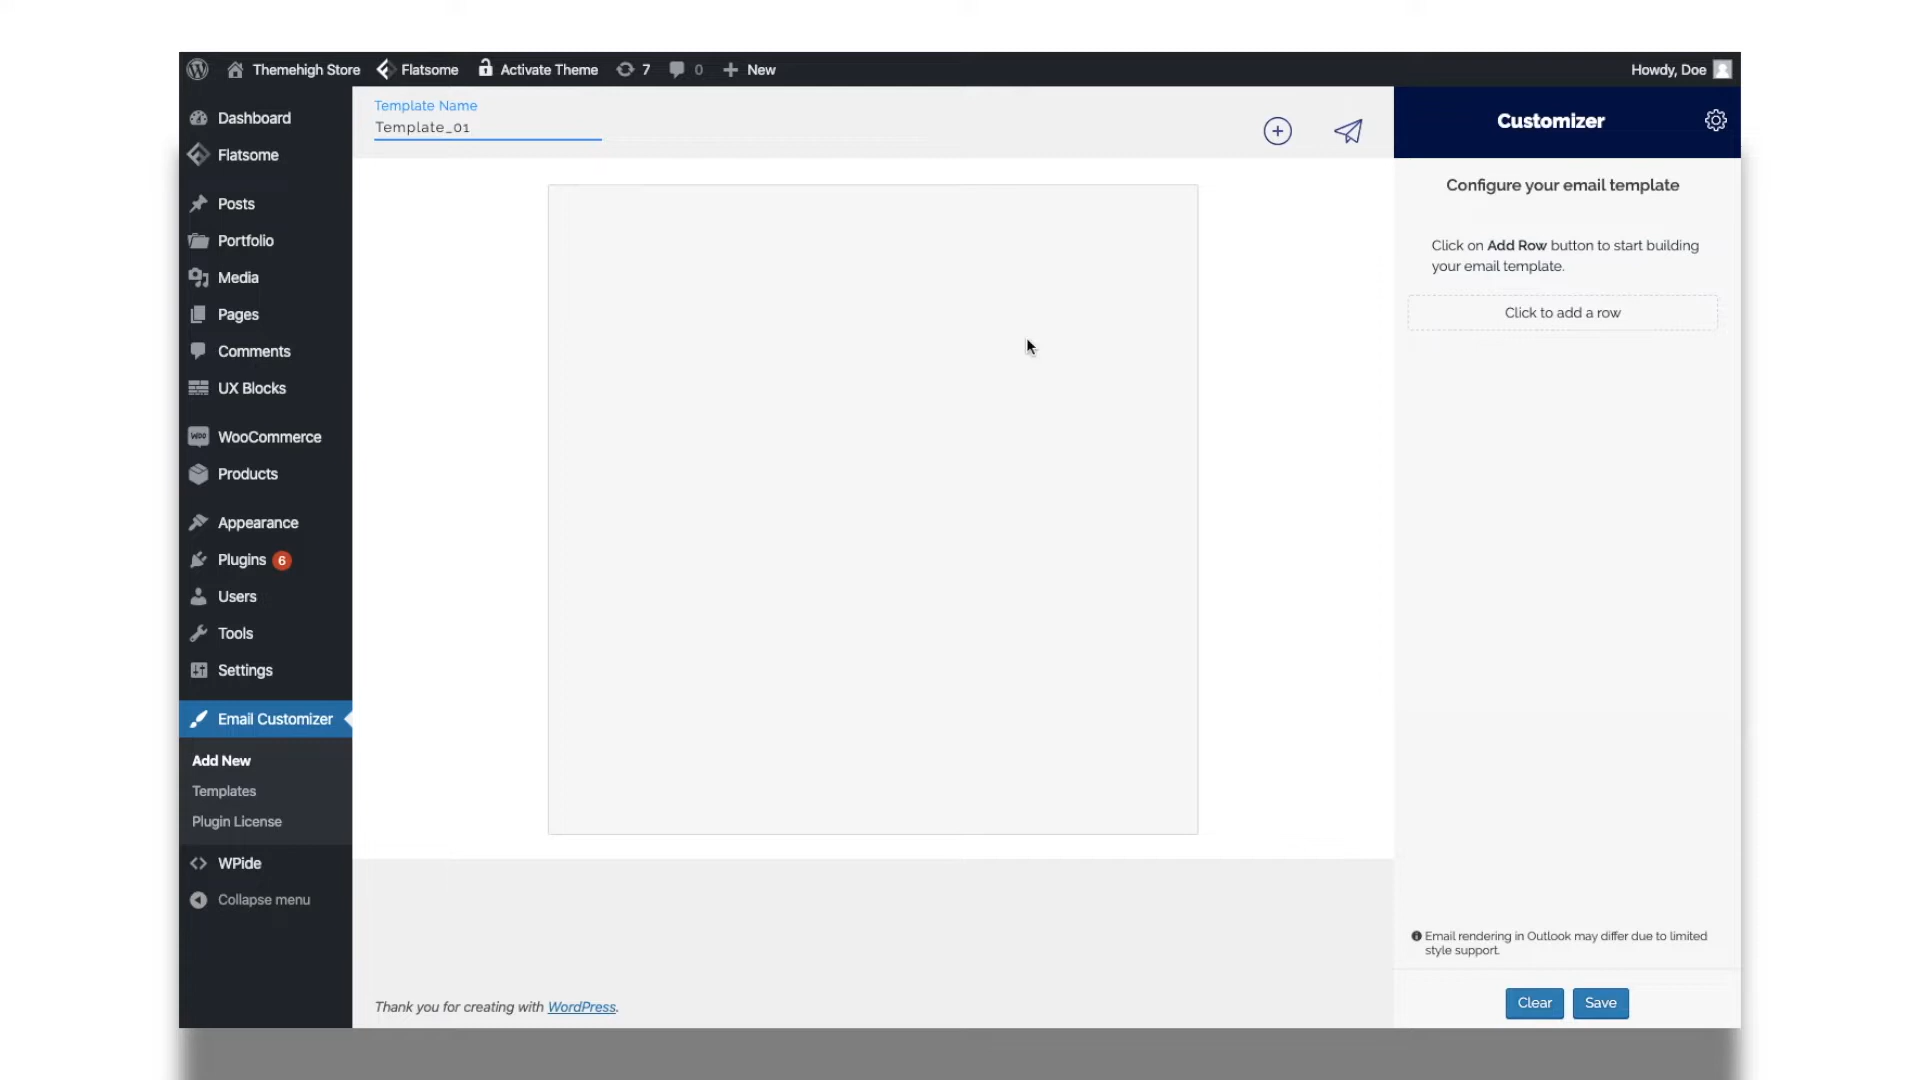 Themehigh Store Flatsome Activate Theme 7 0 New Howdy, Doe
Dashboard
Flatsome
Posts
Portfolio
Media
Pages
Comments
UX Blocks
WooCommerce
Products
Appearance
Plugins 6
Users
Tools
Settings
Email Customizer
Add New
Templates
Plugin License
WPide
Collapse menu
Template Name
Template_01
Thank you for creating with WordPress.
Customizer
Configure your email template
Click on Add Row button to start building
your email template.
Click to add a row
Email rendering in Outlook may differ due to limited
style support.
Clear Save